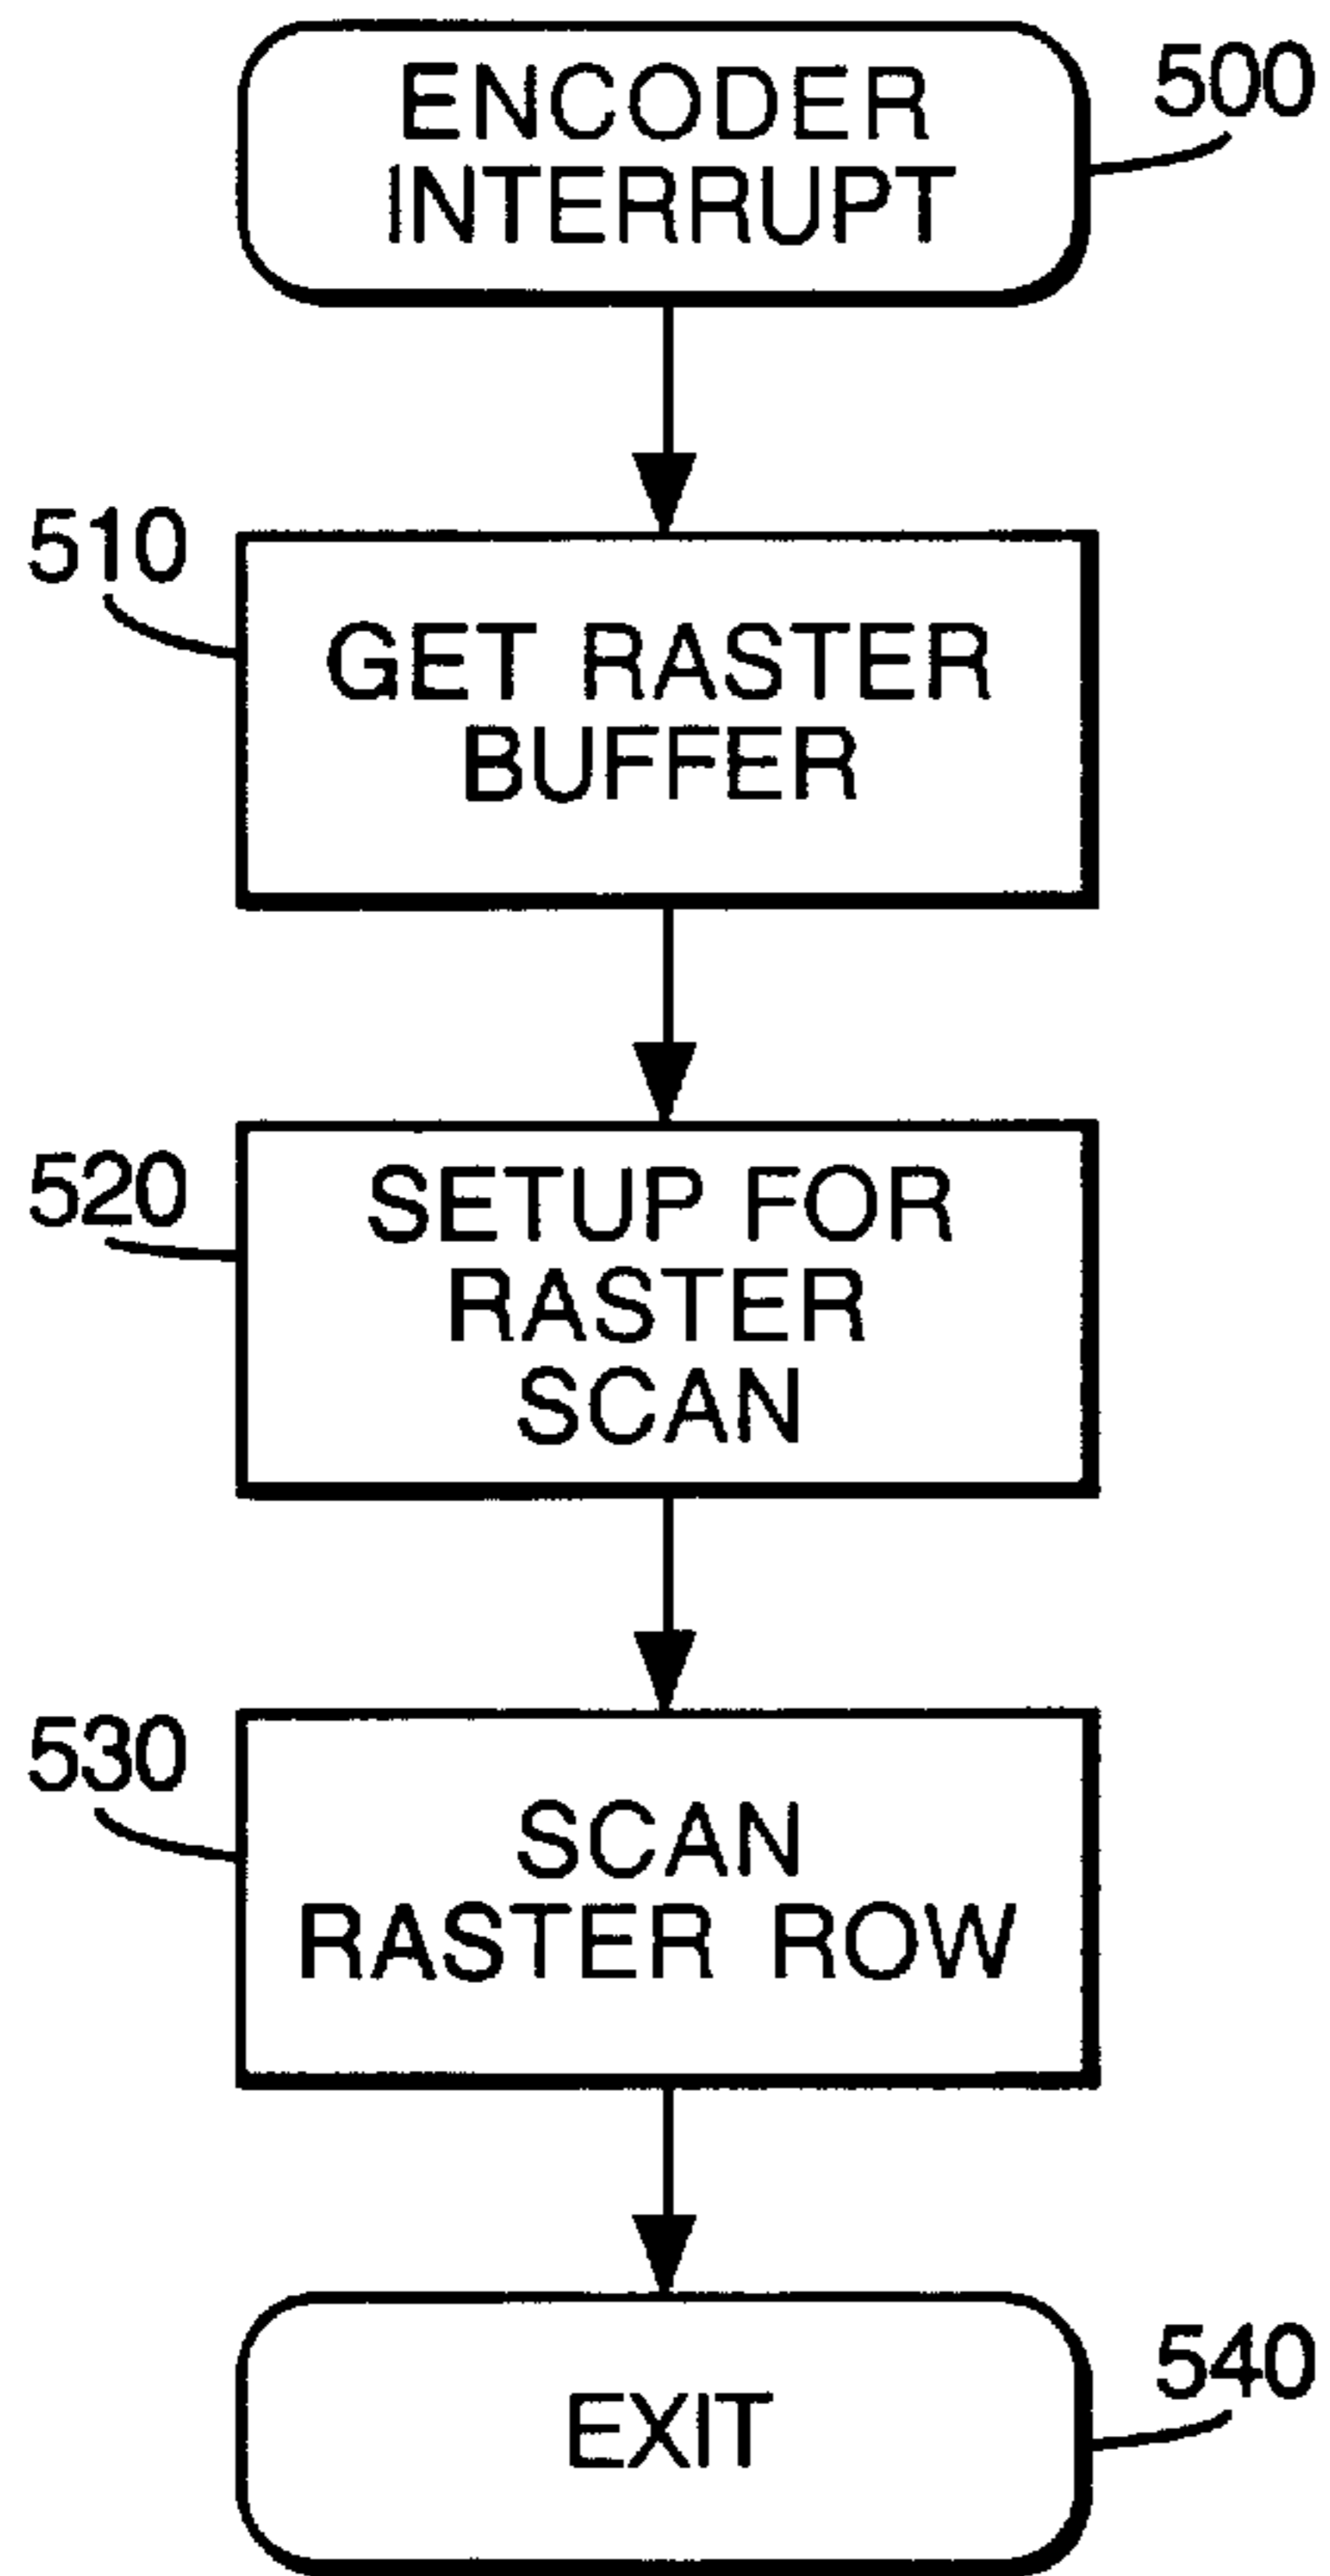 ENCODER
INTERRUPT
500
510
GET RASTER
BUFFER
520
SETUP FOR
RASTER
SCAN
530
SCAN
RASTER ROW
EXIT
540